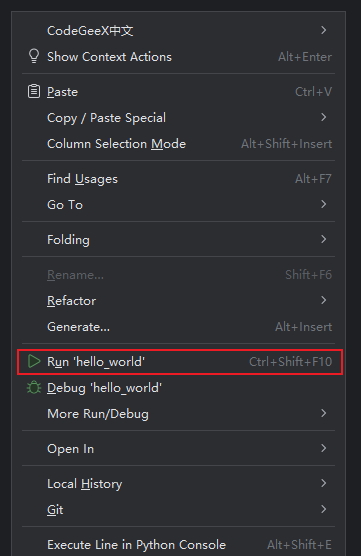 CodeGeeX中文
Show Context Actions Alt+Enter
Paste Ctrl+V
Copy / Paste Special
Column Selection Mode Alt+Shift+Insert
Find Usages Alt+F7
Go To
Folding
Rename... Shift+F6
Refactor
Generate... Alt+Insert
Run 'hello_world' Ctrl+Shift+F10
Debug 'hello_world'
More Run/Debug
Open In
Local History
Git
Execute Line in Python Console Alt+Shift+E